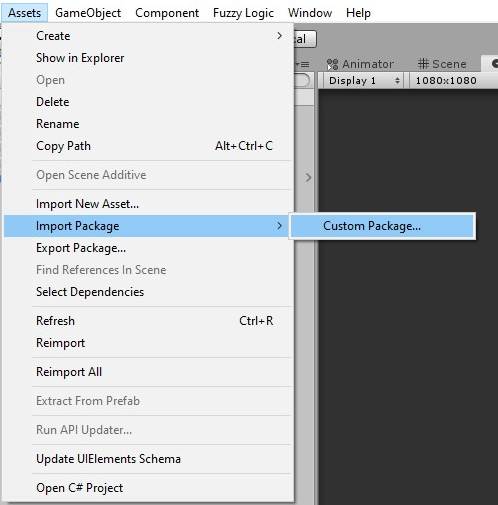 Assets GameObject Component Fuzzy Logic Window Help
Create
Show in Explorer
Open
Delete
Rename
Copy Path Alt+Ctrl+C
Open Scene Additive
Import New Asset...
Import Package Custom Package...
Export Package...
Find References In Scene
Select Dependencies
Refresh Ctrl+R
Reimport
Reimport All
Extract From Prefab
Run API Updater...
Update UIElements Schema
Open C# Project
Animator Scene
Display 1 1080x1080